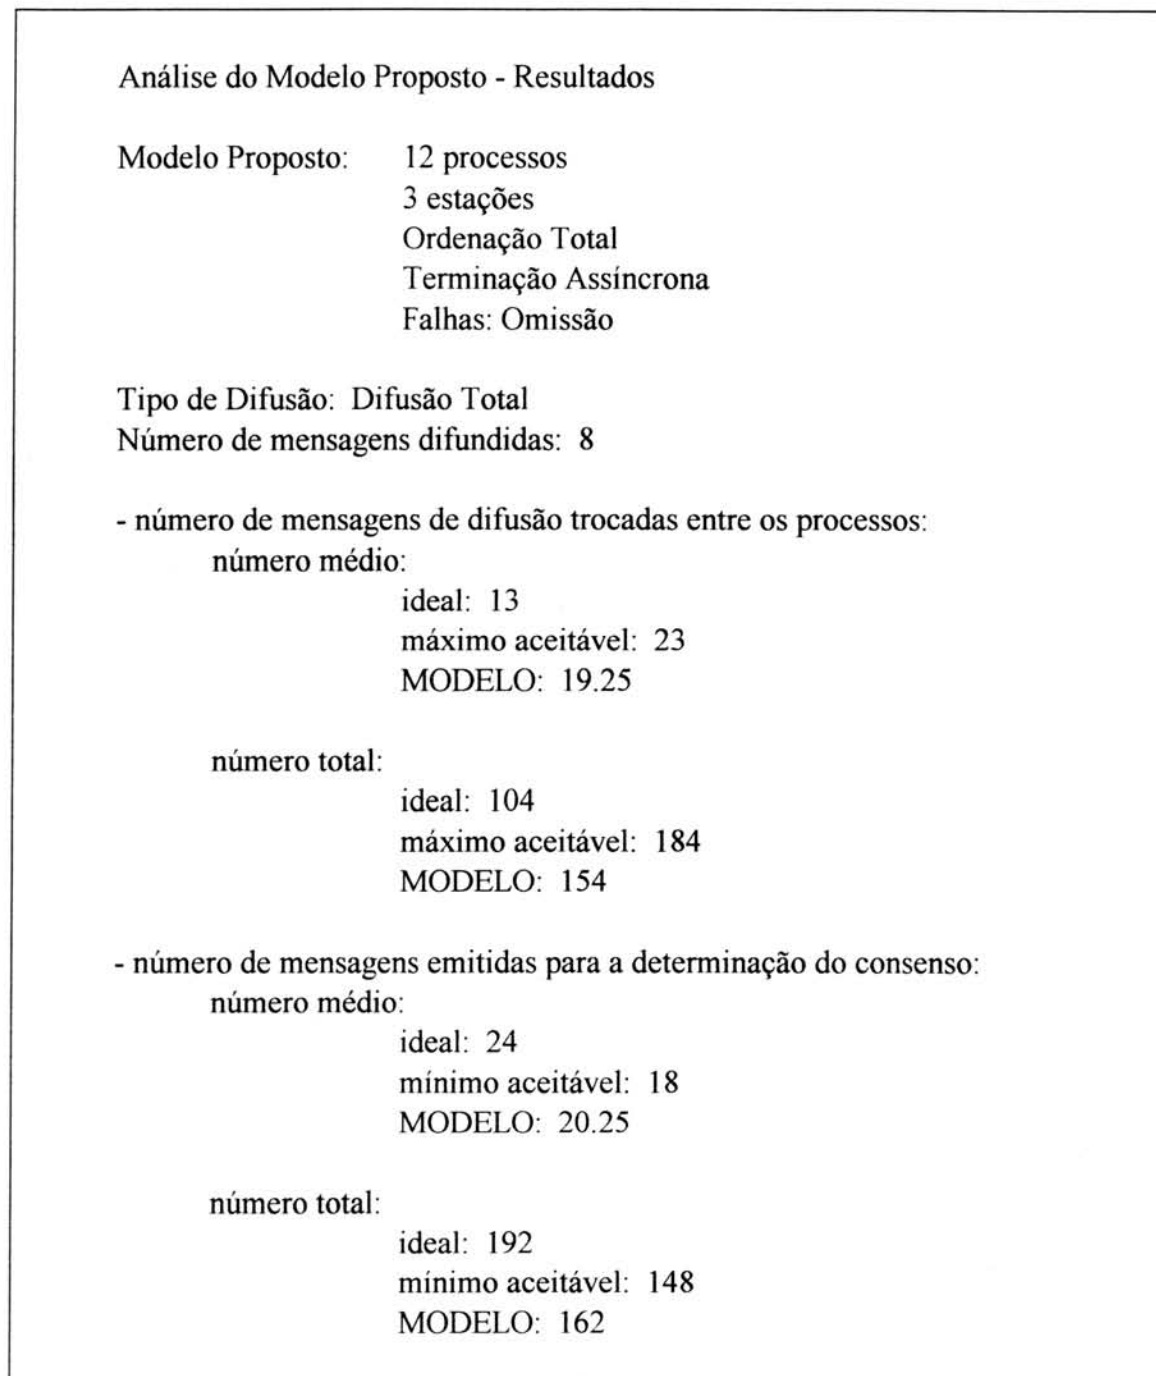 Análise do Modelo Proposto - Resultados
Modelo Proposto: 12 processos
3 estações
Ordenação Total
Terminação Assíncrona
Falhas: Omissão
Tipo de Difusão: Difusão Total
Número de mensagens difundidas: 8
- número de mensagens de difusão trocadas entre os processos:
número médio:
ideal: 13
máximo aceitável: 23
MODELO: 19.25
número total:
ideal: 104
máximo aceitável: 184
MODELO: 154
- número de mensagens emitidas para a determinação do consenso:
número médio:
ideal: 24
mínimo aceitável: 18
MODELO: 20.25
número total:
ideal: 192
mínimo aceitável: 148
MODELO: 162